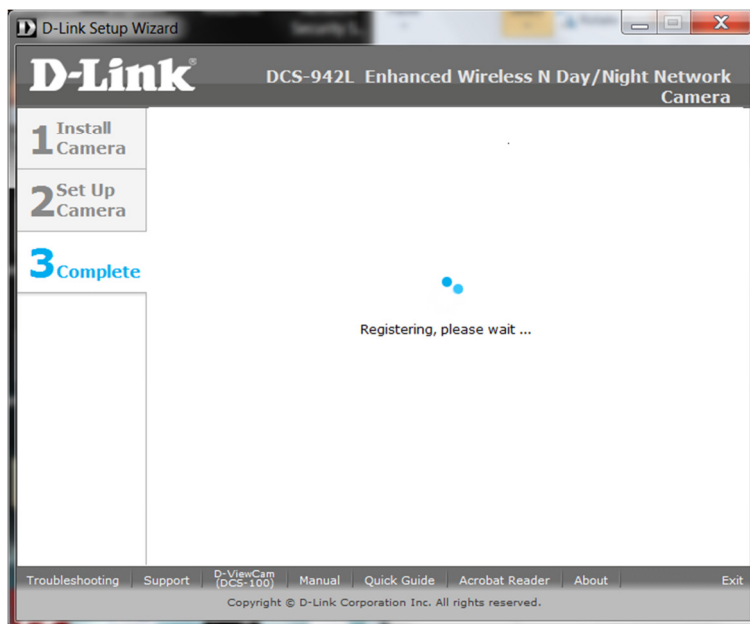 D-Link Setup Wizard
D-Link®
DCS-942L Enhanced Wireless N Day/Night Network
Camera
1 Install
Camera
2 Set Up
Camera
3 Complete
Registering, please wait ...
Troubleshooting
Support
D-ViewCam
(DCS-100)
Manual
Quick Guide
Acrobat Reader
About
Exit
Copyright © D-Link Corporation Inc. All rights reserved.